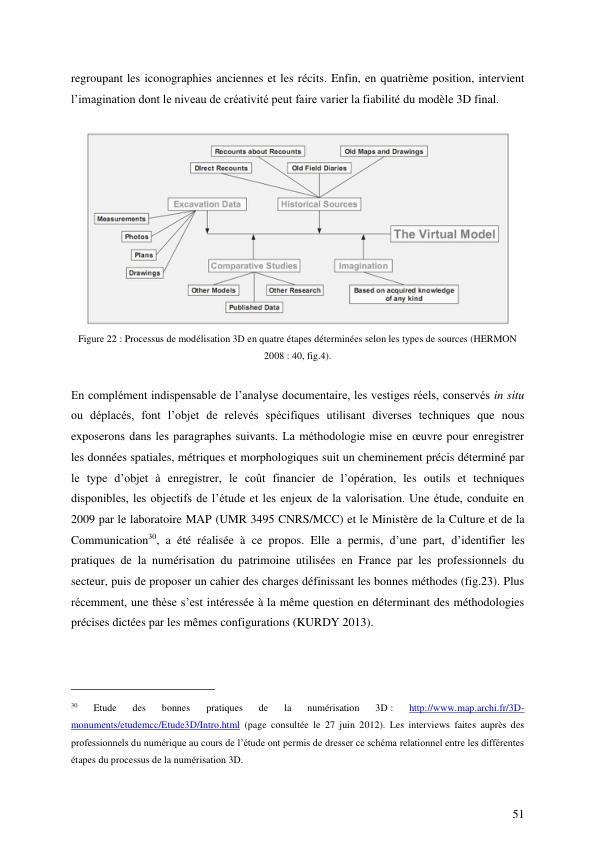 regroupant les iconographies anciennes et les récits. Enfin, en quatrième position, intervient
l’imagination dont le niveau de créativité peut faire varier la fiabilité du modèle 3D final.
Recounts about Recounts
Old Maps and Drawings
Direct Recounts
Old Field Diaries
Excavation Data
Historical Sources
Measurements
Photos
Plans
Drawings
The Virtual Model
Comparative Studies
Imagination
Other Models
Other Research
Published Data
Based on acquired knowledge
of any kind
Figure 22 : Processus de modélisation 3D en quatre étapes déterminées selon les types de sources (HERMON
2008 : 40, fig.4).
En complément indispensable de l’analyse documentaire, les vestiges réels, conservés in situ
ou déplacés, font l’objet de relevés spécifiques utilisant diverses techniques que nous
exposerons dans les paragraphes suivants. La méthodologie mise en œuvre pour enregistrer
les données spatiales, métriques et morphologiques suit un cheminement précis déterminé par
le type d’objet à enregistrer, le coût financier de l’opération, les outils et techniques
disponibles, les objectifs de l’étude et les enjeux de la valorisation. Une étude, conduite en
2009 par le laboratoire MAP (UMR 3495 CNRS/MCC) et le Ministère de la Culture et de la
Communication30, a été réalisée à ce propos. Elle a permis, d’une part, d’identifier les
pratiques de la numérisation du patrimoine utilisées en France par les professionnels du
secteur, puis de proposer un cahier des charges définissant les bonnes méthodes (fig.23). Plus
récemment, une thèse s’est intéressée à la même question en déterminant des méthodologies
précises dictées par les mêmes configurations (KURDY 2013).
30 Etude des bonnes pratiques de la numérisation 3D : http://www.map.archi.fr/3D-
monuments/etudemcc/Etude3D/Intro.html (page consultée le 27 juin 2012). Les interviews faites auprès des
professionnels du numérique au cours de l’étude ont permis de dresser ce schéma relationnel entre les différentes
étapes du processus de la numérisation 3D.
51